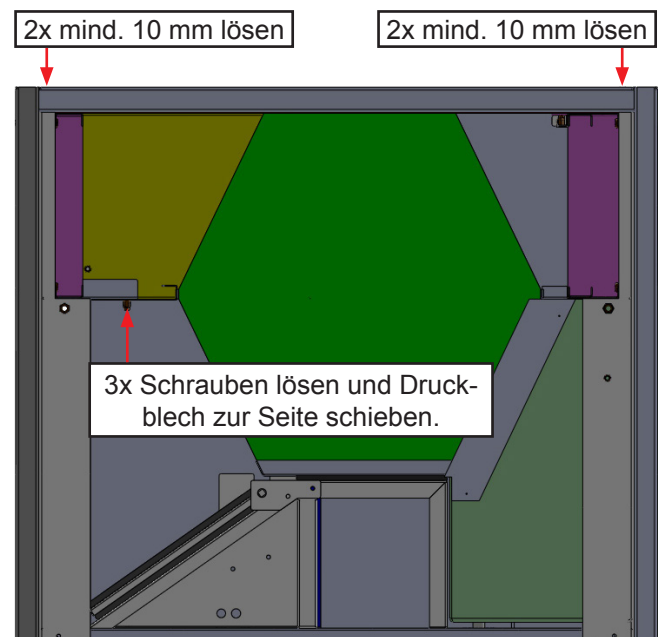 2x mind. 10 mm lösen
2x mind. 10 mm lösen
3x Schrauben lösen und Druck-
blech zur Seite schieben.